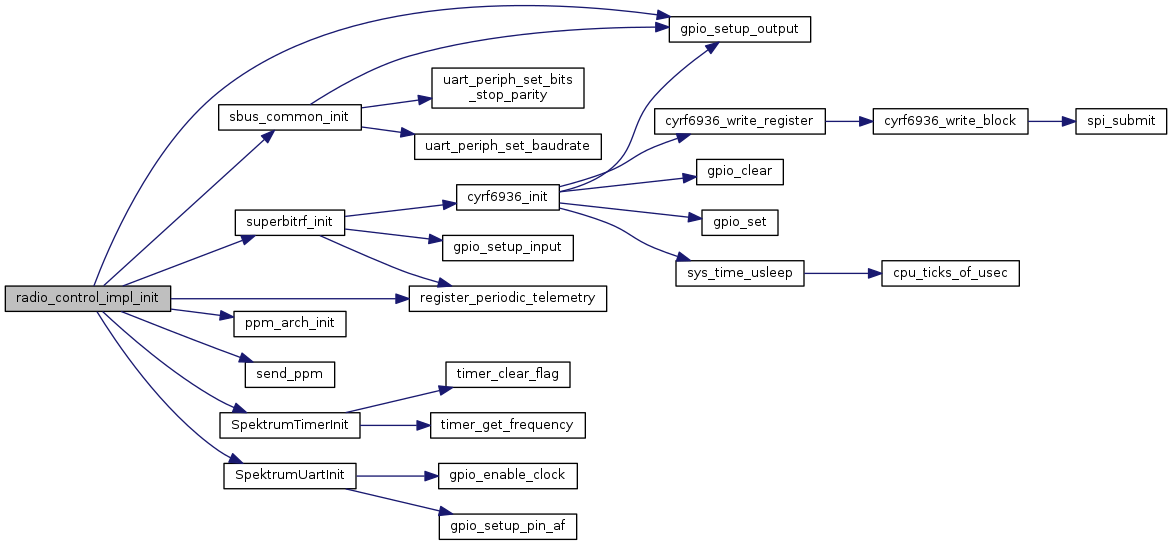 gpio_setup_output
uart_periph_set_bits
_stop_parity
sbus_common_init
cyrf6936_write_register
cyrf6936_write_block
spi_submit
uart_periph_set_baudrate
gpio_clear
cyrf6936_init
superbitrf_init
gpio_set
gpio_setup_input
sys_time_usleep
cpu_ticks_of_usec
radio_control_impl_init
register_periodic_telemetry
ppm_arch_init
send_ppm
timer_clear_flag
SpektrumTimerInit
timer_get_frequency
SpektrumUartInit
gpio_enable_clock
gpio_setup_pin_af